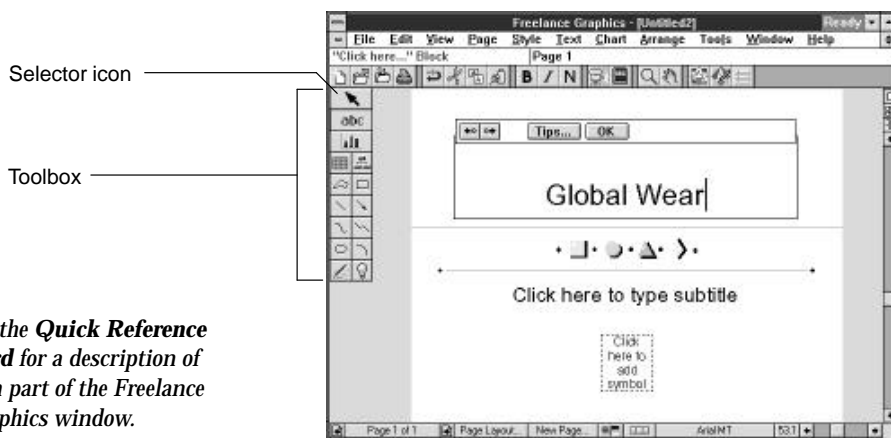 Freelance Graphics - [Untitled2]
Ready
File Edit View Page Style Text Chart Arrange Tools Window Help
"Click here..." Block Page 1
B I N
Selector icon
abc
Toolbox
Tips... OK
Global Wear
Click here to type subtitle
Click
here to
add
symbol
the Quick Reference
rd for a description of
part of the Freelance
phics window.
Page 1 of 1 Page Layout... New Page... ArialMT 53.1